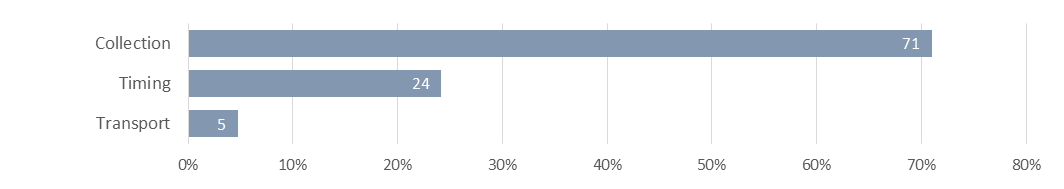 Collection 71
Timing 24
Transport 5
0% 10% 20% 30% 40% 50% 60% 70% 80%